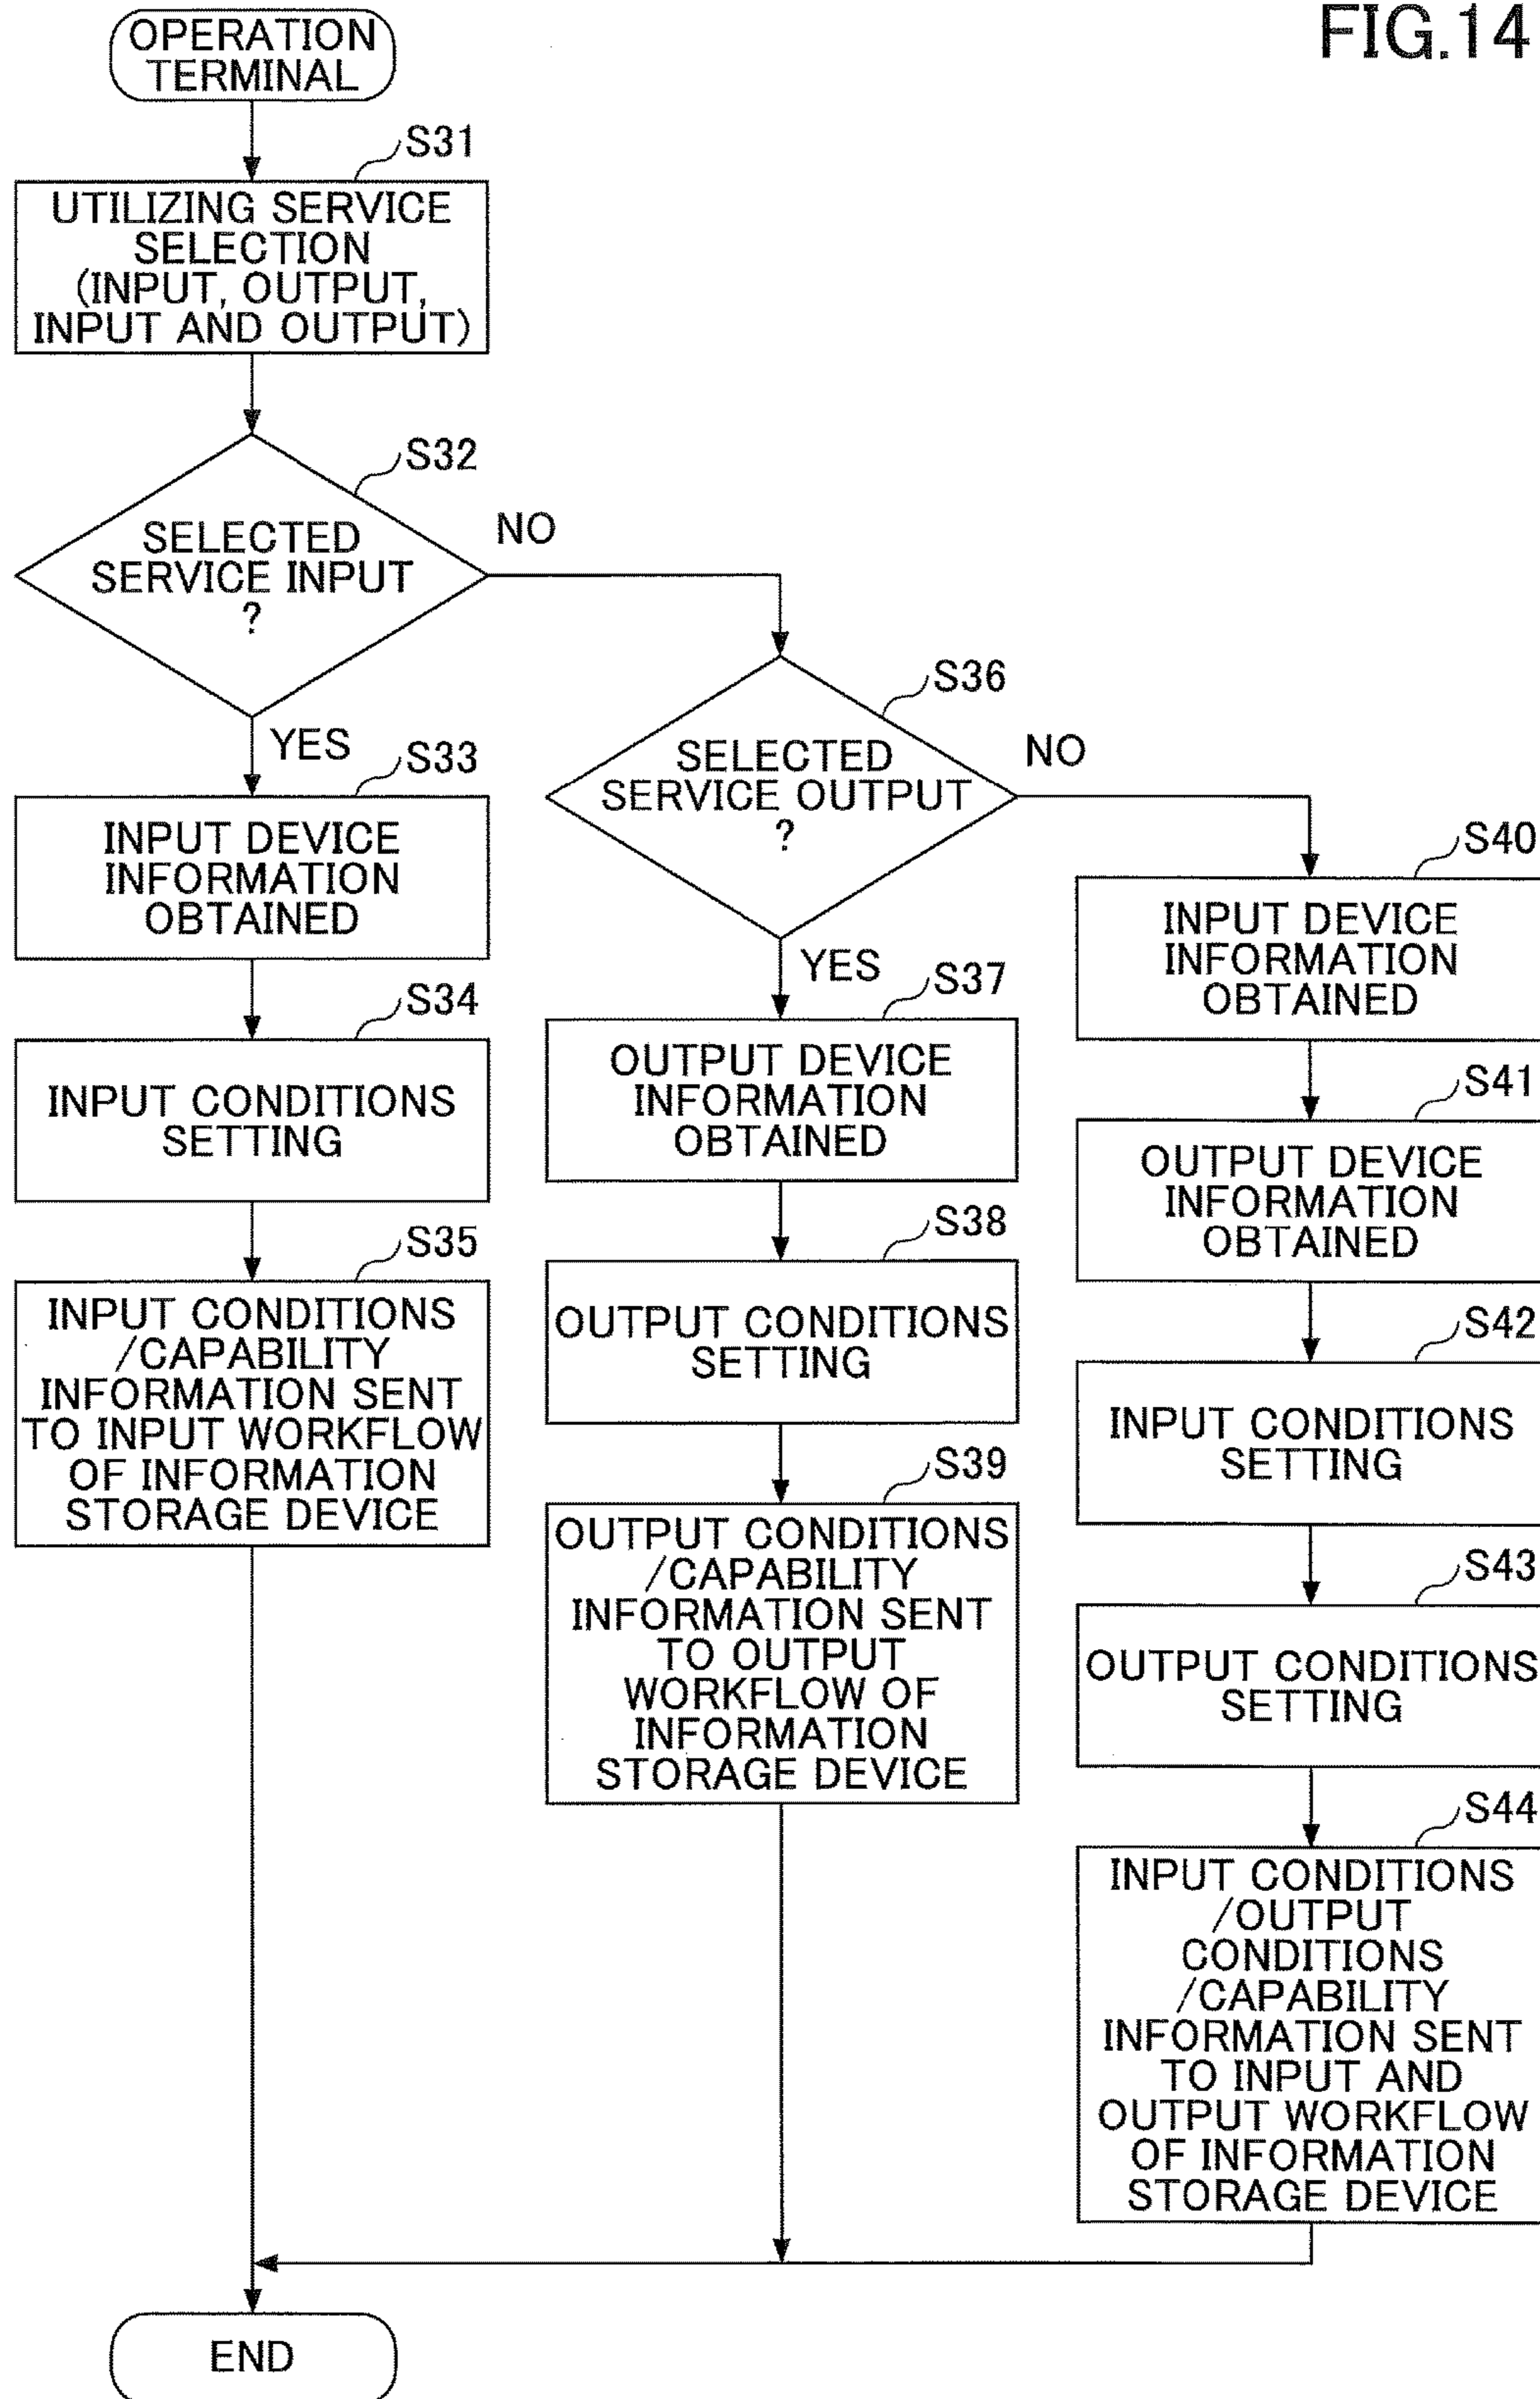 FIG.14
OPERATION
TERMINAL
S31
UTILIZING SERVICE
SELECTION
(INPUT, OUTPUT,
INPUT AND OUTPUT)
S32
SELECTED
SERVICE INPUT
?
NO
YES
S33
INPUT DEVICE
INFORMATION
OBTAINED
S34
INPUT CONDITIONS
SETTING
S35
INPUT CONDITIONS
/CAPABILITY
INFORMATION SENT
TO INPUT WORKFLOW
OF INFORMATION
STORAGE DEVICE
S36
SELECTED
SERVICE OUTPUT
?
NO
YES
S37
OUTPUT DEVICE
INFORMATION
OBTAINED
S38
OUTPUT CONDITIONS
SETTING
S39
OUTPUT CONDITIONS
/CAPABILITY
INFORMATION SENT
TO OUTPUT
WORKFLOW OF
INFORMATION
STORAGE DEVICE
S40
INPUT DEVICE
INFORMATION
OBTAINED
S41
OUTPUT DEVICE
INFORMATION
OBTAINED
S42
INPUT CONDITIONS
SETTING
S43
OUTPUT CONDITIONS
SETTING
S44
INPUT CONDITIONS
/OUTPUT
CONDITIONS
/CAPABILITY
INFORMATION SENT
TO INPUT AND
OUTPUT WORKFLOW
OF INFORMATION
STORAGE DEVICE
END